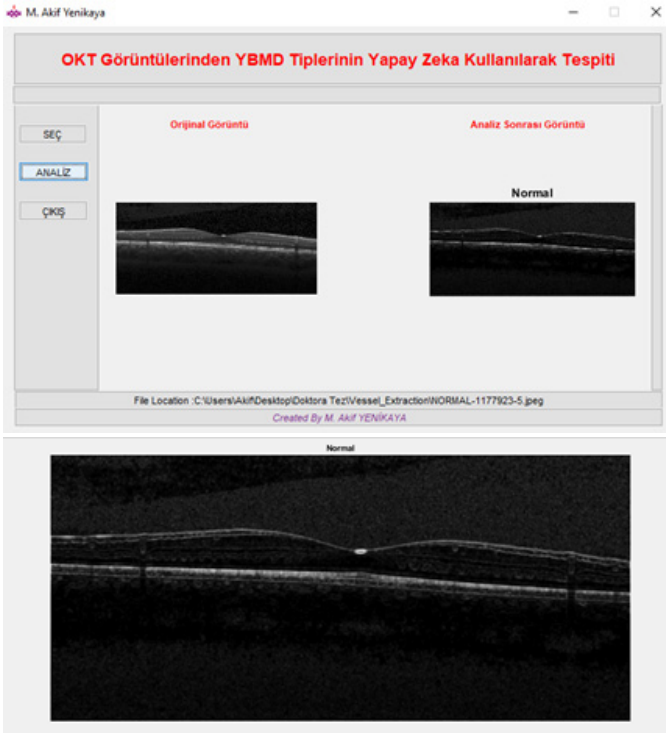 M. Akif Yenikaya
OKT Görüntülerinden YBMD Tiplerinin Yapay Zeka Kullanılarak Tespiti
SEÇ
ANALİZ
ÇIKIŞ
Orijinal Görüntü
Analiz Sonrası Görüntü
Normal
File Location :C:\Users\Akif\Desktop\Doktora Tez\Vessel_Extraction\NORMAL-1177923-5.jpeg
Created By M. Akif YENİKAYA
Normal